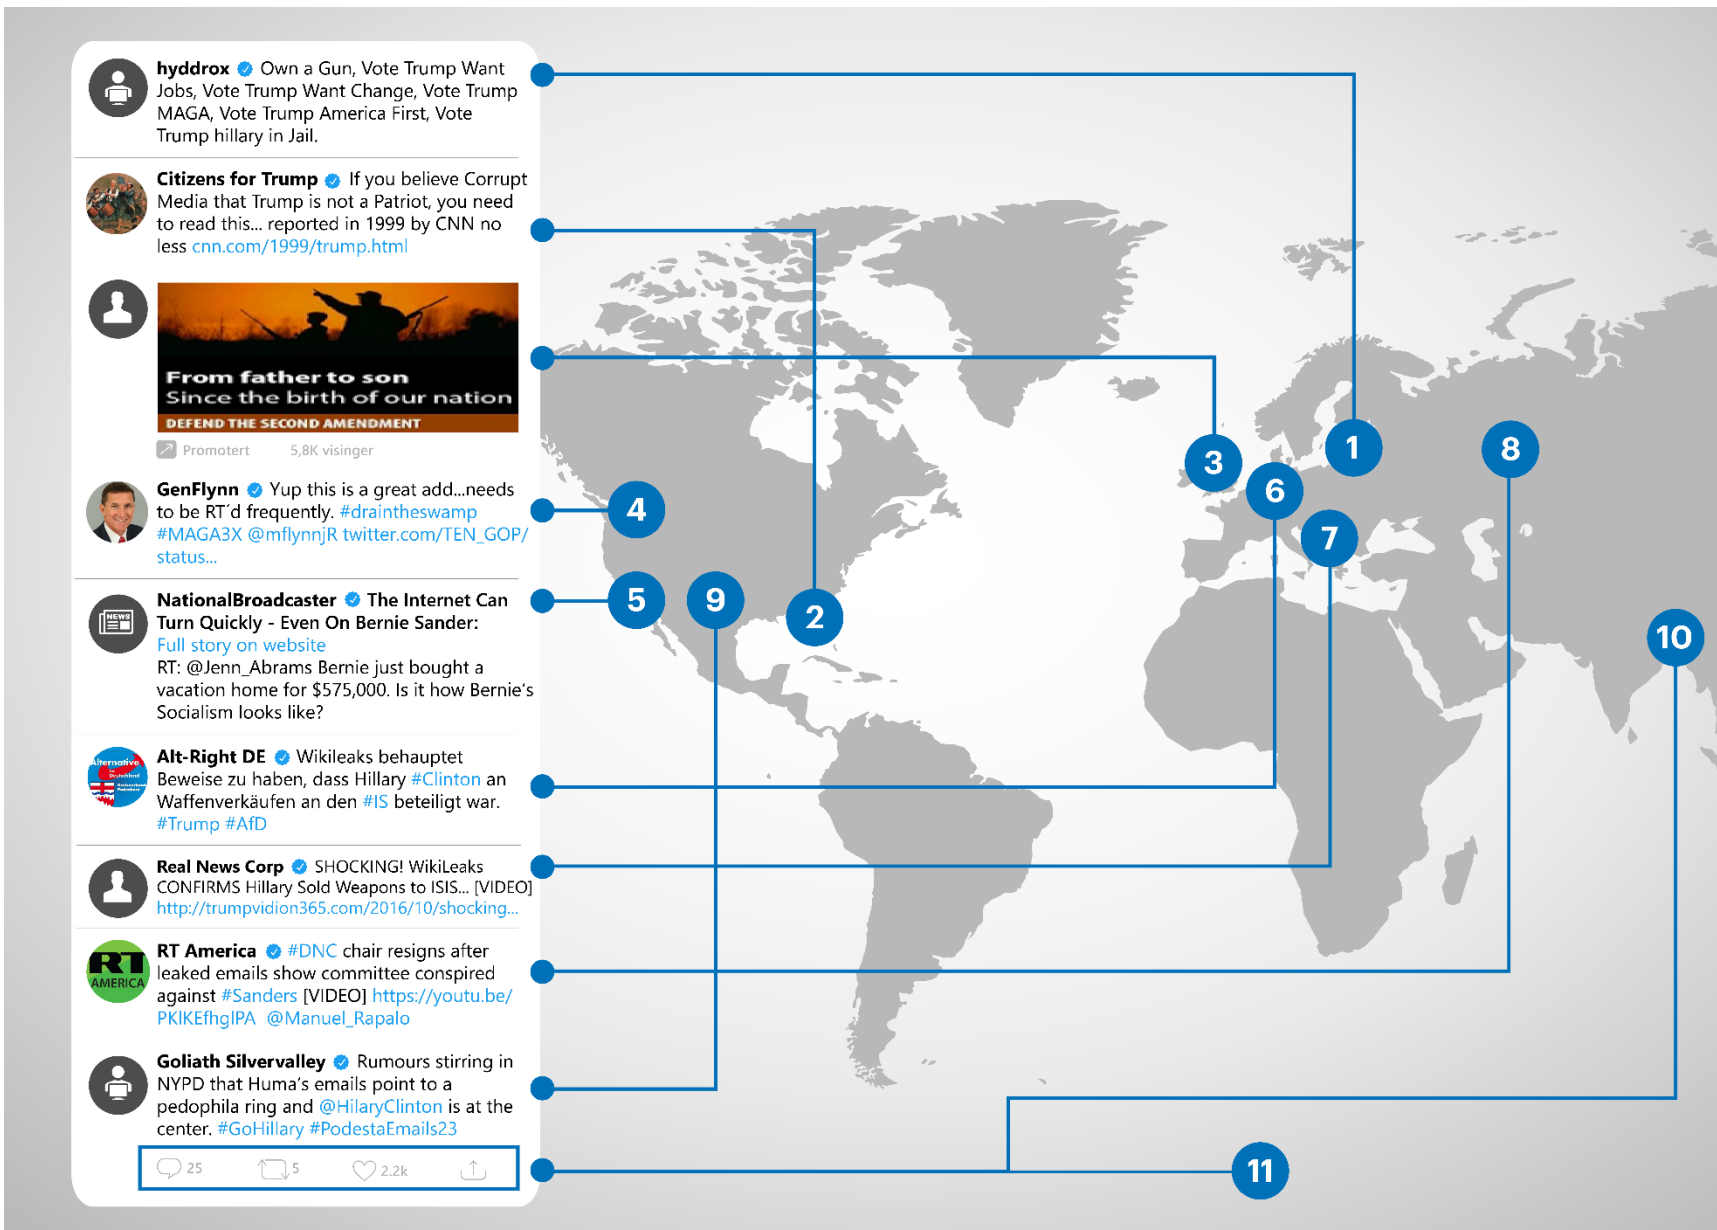 hyddrox Own a Gun, Vote Trump Want
Jobs, Vote Trump Want Change, Vote Trump
MAGA, Vote Trump America First, Vote
Trump hillary in Jail.
Citizens for Trump If you believe Corrupt
Media that Trump is not a Patriot, you need
to read this... reported in 1999 by CNN no
less cnn.com/1999/trump.html
From father to son
Since the birth of our nation
DEFEND THE SECOND AMENDMENT
Promotert 5,8K visinger
GenFlynn Yup this is a great add...needs
to be RT´d frequently. #draintheswamp
#MAGA3X @mflynnjR twitter.com/TEN_GOP/
status...
NEWS
NationalBroadcaster The Internet Can
Turn Quickly - Even On Bernie Sander:
Full story on website
RT: @Jenn_Abrams Bernie just bought a
vacation home for $575,000. Is it how Bernie's
Socialism looks like?
Alternative
Deutschland
Alt-Right DE Wikileaks behauptet
Beweise zu haben, dass Hillary #Clinton an
Waffenverkäufen an den #IS beteiligt war.
#Trump #AfD
Real News Corp SHOCKING! WikiLeaks
CONFIRMS Hillary Sold Weapons to ISIS... [VIDEO]
http://trumpvidion365.com/2016/10/shocking...
RT
AMERICA
RT America #DNC chair resigns after
leaked emails show committee conspired
against #Sanders [VIDEO] https://youtu.be/
PKlKEfhglPA @Manuel_Rapalo
Goliath Silvervalley Rumours stirring in
NYPD that Huma's emails point to a
pedophila ring and @HilaryClinton is at the
center. #GoHillary #PodestaEmails23
25 5 2.2k
1
8
3
6
4
7
5
9
2
10
11